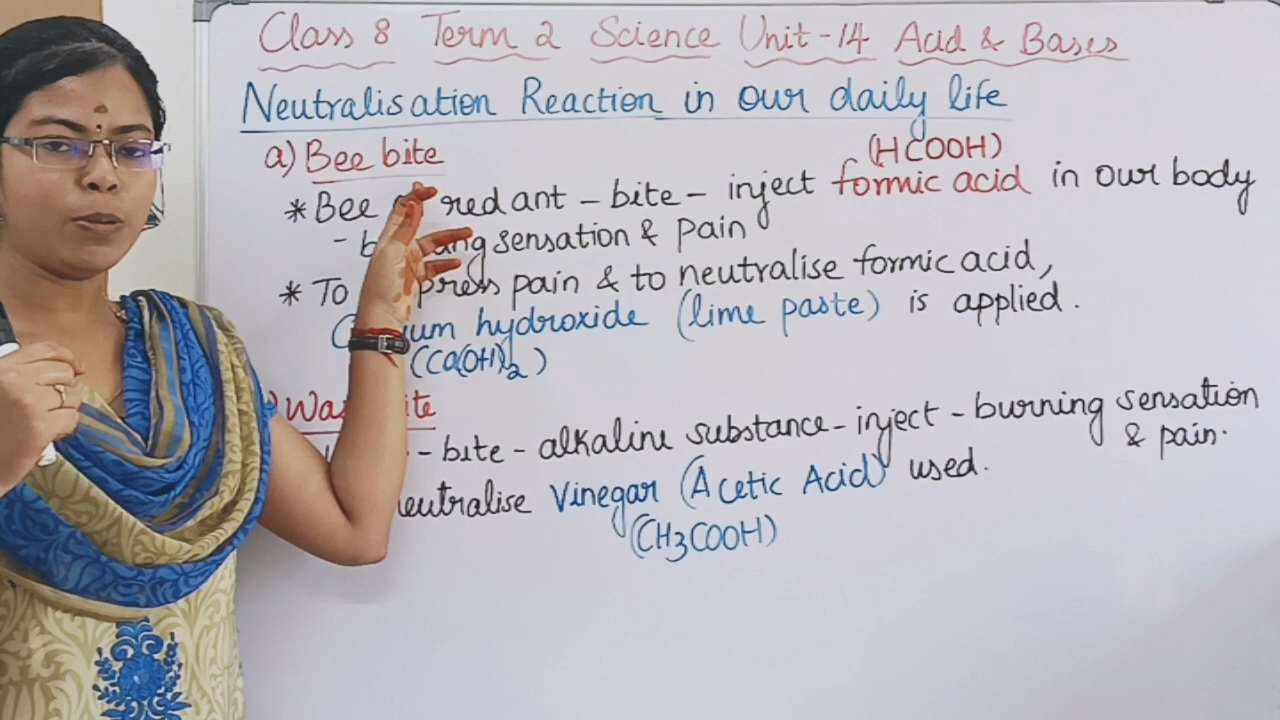 Class 8 Term 2 Science Unit-14 Acid & Bases
Neutralisation Reaction in our daily life
a) Bee bite
(HCOOH)
* Bee red ant - bite - inject formic acid in our body
- sensation & Pain
* To pain & to neutralise formic acid,
hydroxide (lime paste) is applied.
(Ca(OH)2)
- bite - alkaline substance - inject - burning sensation
& pain.
neutralise Vinegar (Acetic Acid) used.
(CH3COOH)